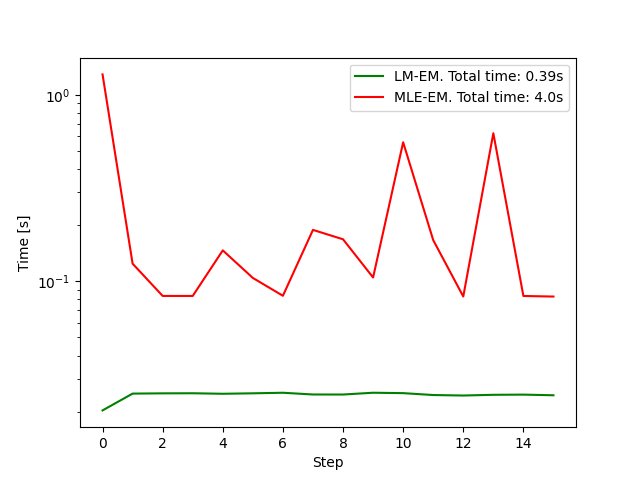 LM-EM. Total time: 0.39s
MLE-EM. Total time: 4.0s
10⁰
10⁻¹
Time [s]
0 2 4 6 8 10 12 14
Step